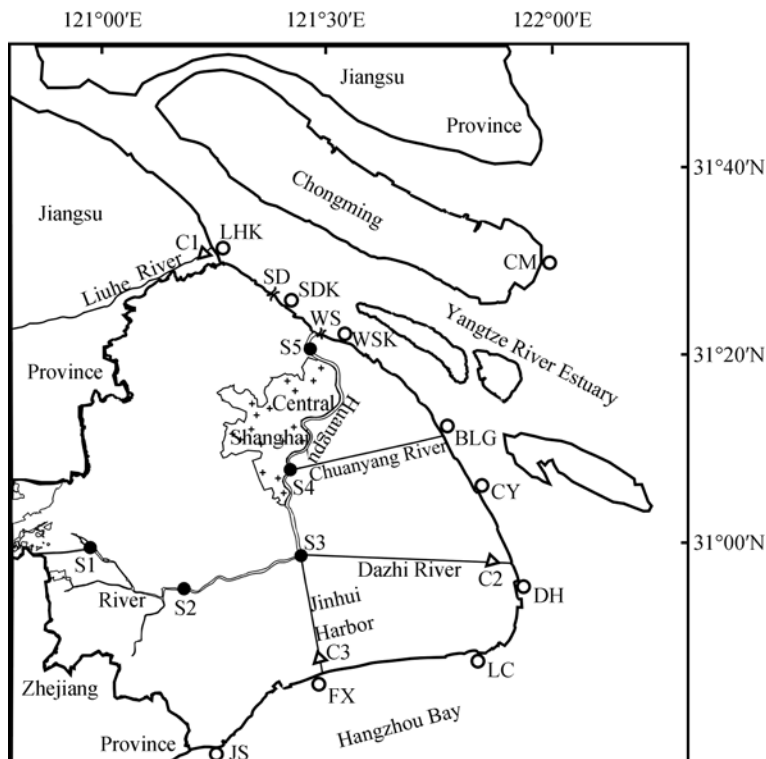 121°00′E 121°30′E 122°00′E
Jiangsu
Province
31°40′N
Chongming
Jiangsu
C1 LHK
Liuhe River
CM
SD
SDK
WS
WSK
Yangtze River Estuary
S5
31°20′N
Province
Central
Shanghai
Huangpu
BLG
Chuanyang River
S4
CY
S3
31°00′N
S1
Dazhi River
C2
S2
River
Jinhui
DH
Harbor
C3
LC
Zhejiang
FX
Hangzhou Bay
Province
JS